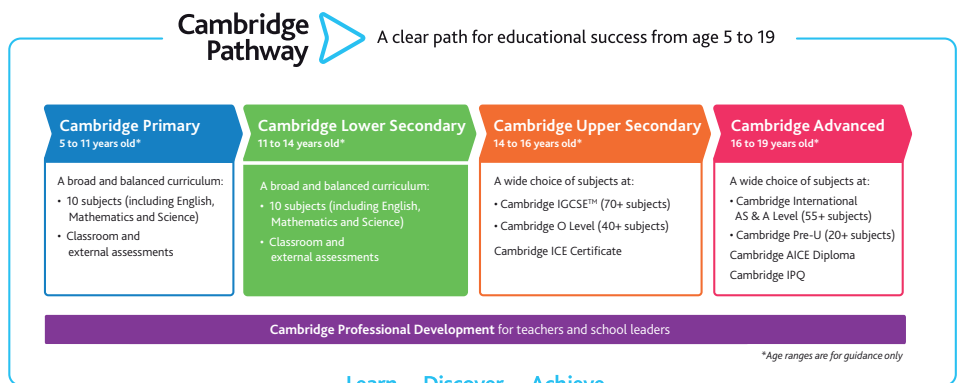 Cambridge
Pathway
A clear path for educational success from age 5 to 19
Cambridge Primary
5 to 11 years old*
A broad and balanced curriculum:
• 10 subjects (including English,
Mathematics and Science)
• Classroom and
external assessments
Cambridge Lower Secondary
11 to 14 years old*
A broad and balanced curriculum:
• 10 subjects (including English,
Mathematics and Science)
• Classroom and
external assessments
Cambridge Upper Secondary
14 to 16 years old*
A wide choice of subjects at:
• Cambridge IGCSE™ (70+ subjects)
• Cambridge O Level (40+ subjects)
Cambridge ICE Certificate
Cambridge Advanced
16 to 19 years old*
A wide choice of subjects at:
• Cambridge International
AS & A Level (55+ subjects)
• Cambridge Pre-U (20+ subjects)
Cambridge AICE Diploma
Cambridge IPQ
Cambridge Professional Development for teachers and school leaders
*Age ranges are for guidance only
Learn Discover Achieve